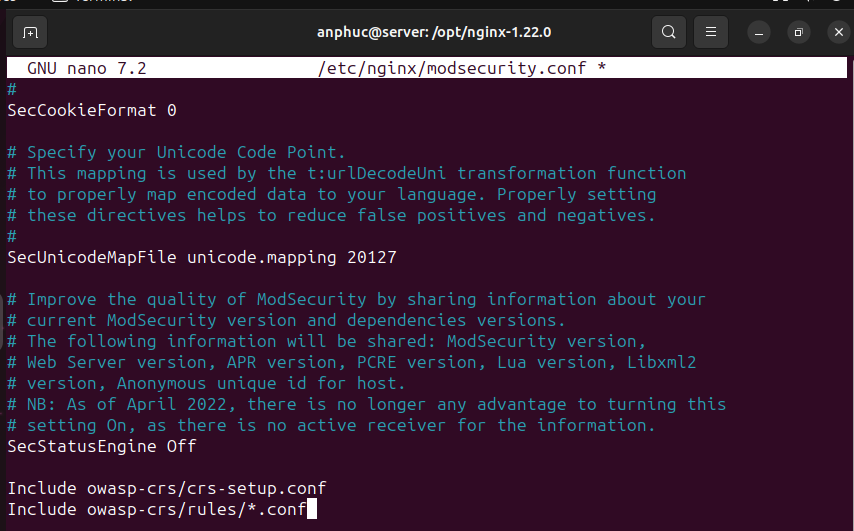 anphuc@server: /opt/nginx-1.22.0
GNU nano 7.2 /etc/nginx/modsecurity.conf *
#
SecCookieFormat 0
# Specify your Unicode Code Point.
# This mapping is used by the t:urlDecodeUni transformation function
# to properly map encoded data to your language. Properly setting
# these directives helps to reduce false positives and negatives.
#
SecUnicodeMapFile unicode.mapping 20127
# Improve the quality of ModSecurity by sharing information about your
# current ModSecurity version and dependencies versions.
# The following information will be shared: ModSecurity version,
# Web Server version, APR version, PCRE version, Lua version, Libxml2
# version, Anonymous unique id for host.
# NB: As of April 2022, there is no longer any advantage to turning this
# setting On, as there is no active receiver for the information.
SecStatusEngine Off
Include owasp-crs/crs-setup.conf
Include owasp-crs/rules/*.conf